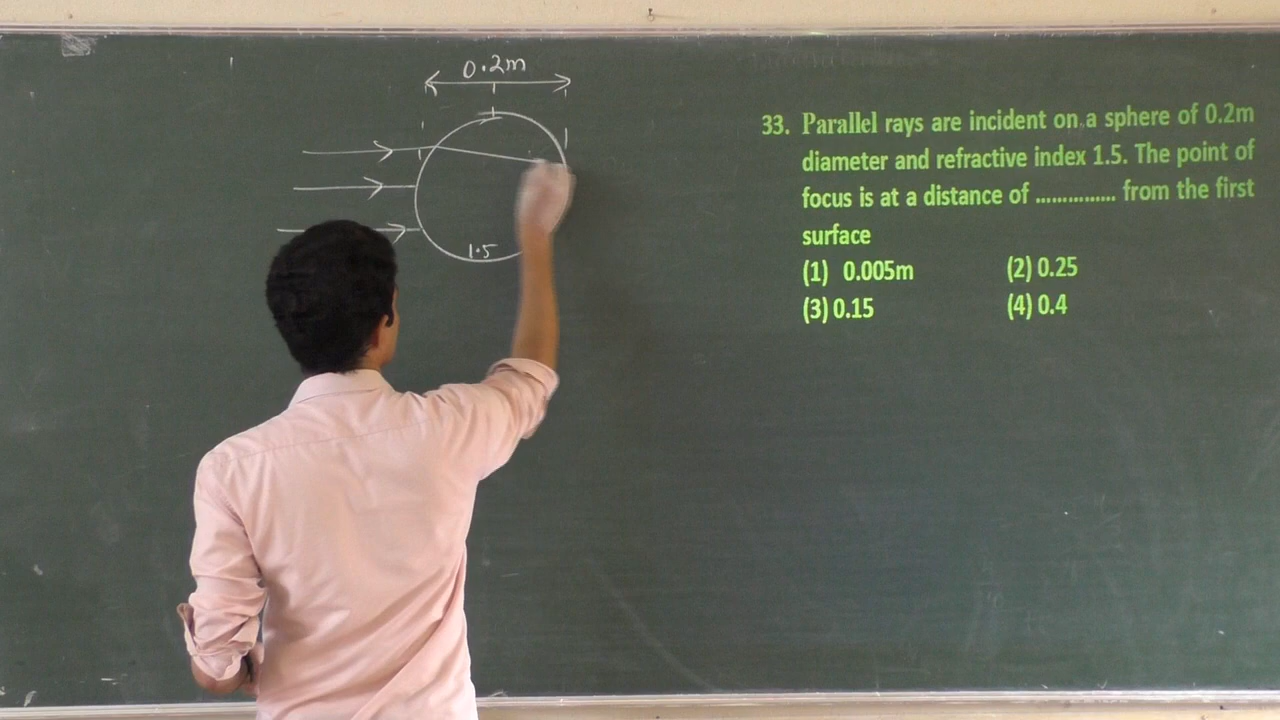 0.2m
1.5
33. Parallel rays are incident on a sphere of 0.2m
diameter and refractive index 1.5. The point of
focus is at a distance of ............... from the first
surface
(1) 0.005m (2) 0.25
(3) 0.15 (4) 0.4